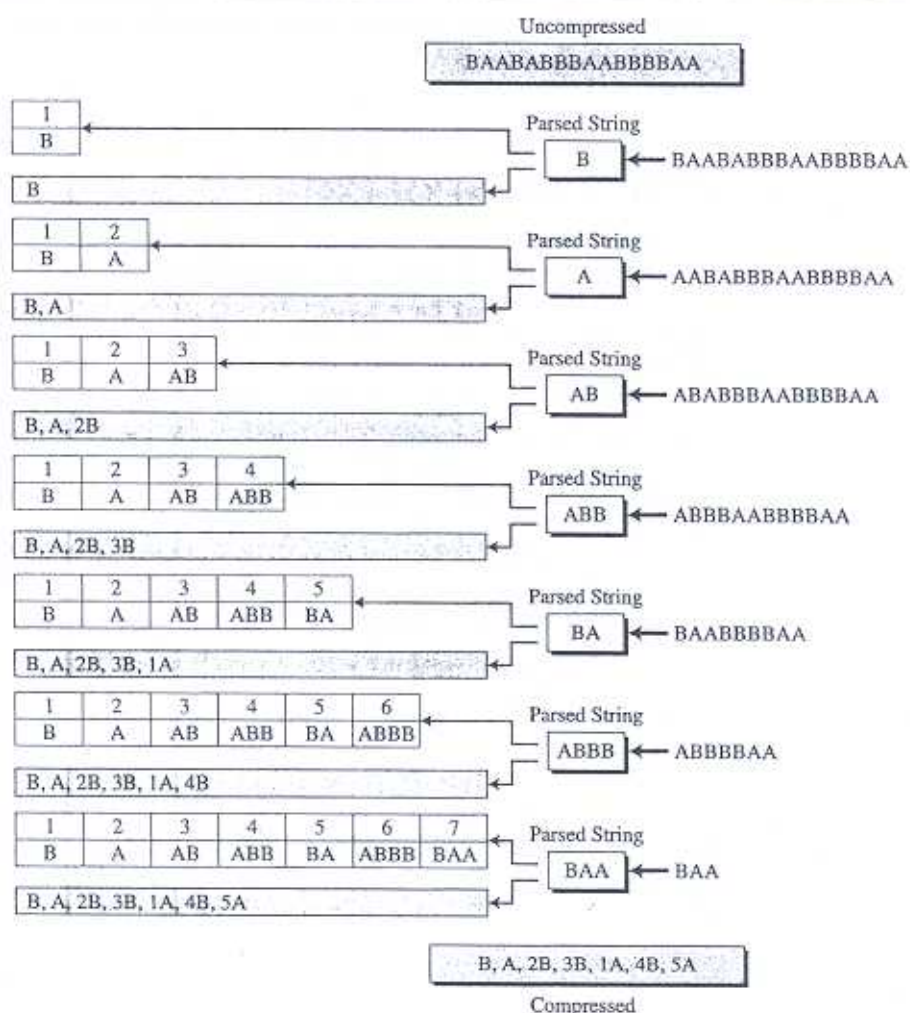 Uncompressed
BAABABBBAABBBBAA
1
B
Parsed String
B
BAABABBBAABBBBAA
B
1 2
B A
Parsed String
A
AABABBBAABBBBAA
B, A
1 2 3
B A AB
Parsed String
AB
ABABBBAABBBBAA
B, A, 2B
1 2 3 4
B A AB ABB
Parsed String
ABB
ABBBAABBBBAA
B, A, 2B, 3B
1 2 3 4 5
B A AB ABB BA
Parsed String
BA
BAABBBBAA
B, A, 2B, 3B, 1A
1 2 3 4 5 6
B A AB ABB BA ABBB
Parsed String
ABBB
ABBBBAA
B, A, 2B, 3B, 1A, 4B
1 2 3 4 5 6 7
B A AB ABB BA ABBB BAA
Parsed String
BAA
BAA
B, A, 2B, 3B, 1A, 4B, 5A
B, A, 2B, 3B, 1A, 4B, 5A
Compressed